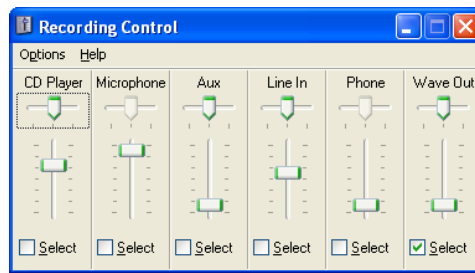 Recording Control
Options Help
CD Player Microphone Aux Line In Phone Wave Out
Select Select Select Select Select Select